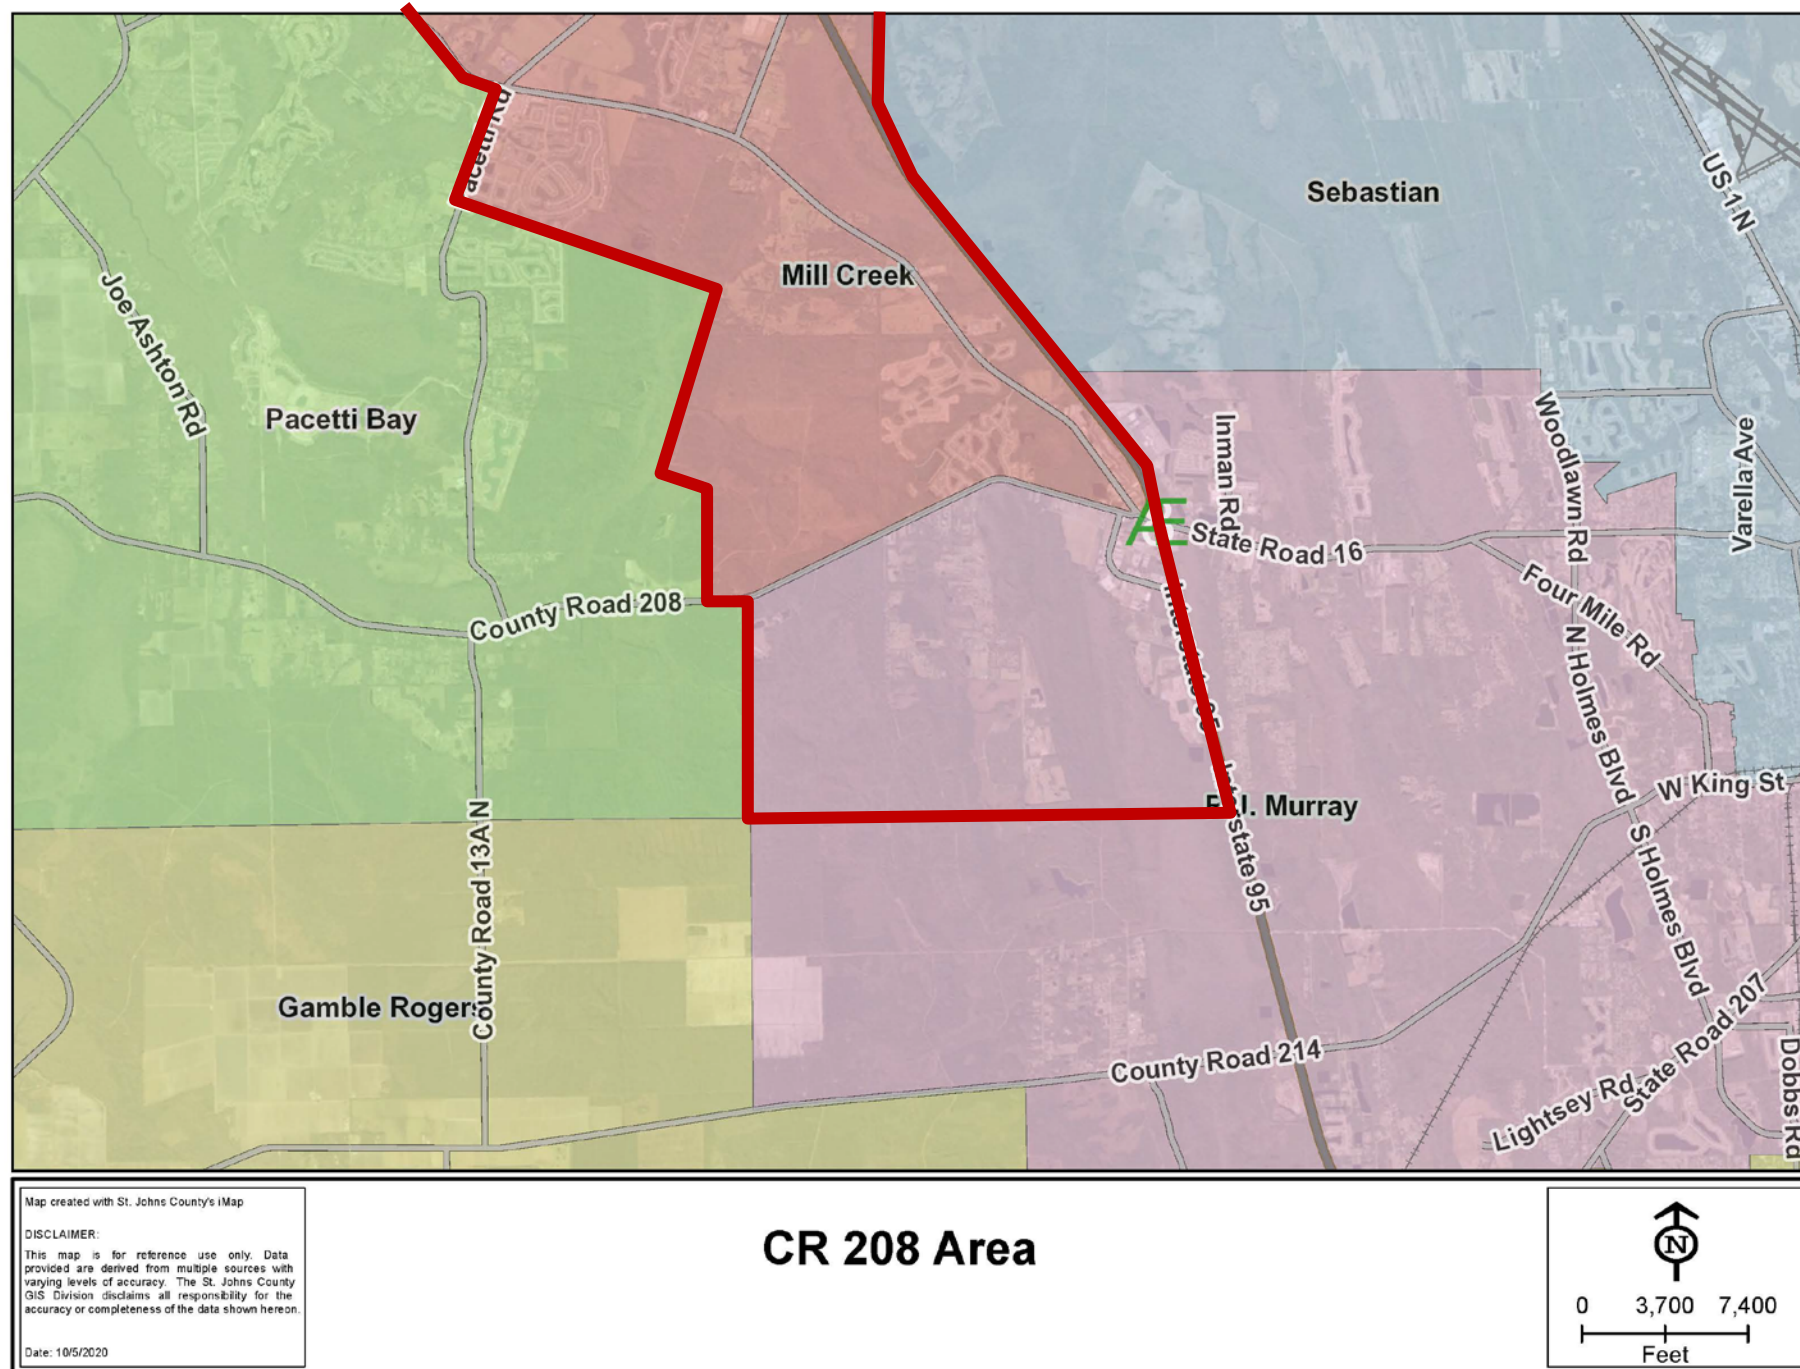 Sebastian
US 1 N
Mill Creek
Joe Ashton Rd
Pacetti Bay
Inman Rd
Woodlawn Rd
Varella Ave
State Road 16
Four Mile Rd
County Road 208
N Holmes Blvd
Murray
W King St
Interstate 95
S Holmes Blvd
County Road 13A N
Gamble Rogers
County Road 214
State Road 207
Lightsey Rd
Dobbs Rd
Map created with St. Johns County's iMap
DISCLAIMER:
This map is for reference use only. Data
provided are derived from multiple sources with
varying levels of accuracy. The St. Johns County
GIS Division disclaims all responsibility for the
accuracy or completeness of the data shown hereon.
Date: 10/5/2020
CR 208 Area
N
0 3,700 7,400
Feet